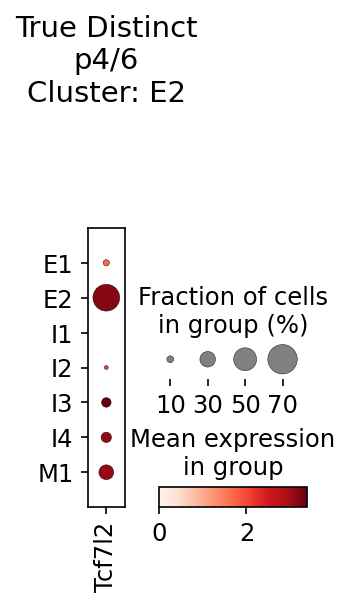 True Distinct
p4/6
Cluster: E2
E1
E2
I1
I2
I3
I4
M1
Tcf7l2
Fraction of cells
in group (%)
10 30 50 70
Mean expression
in group
0 2